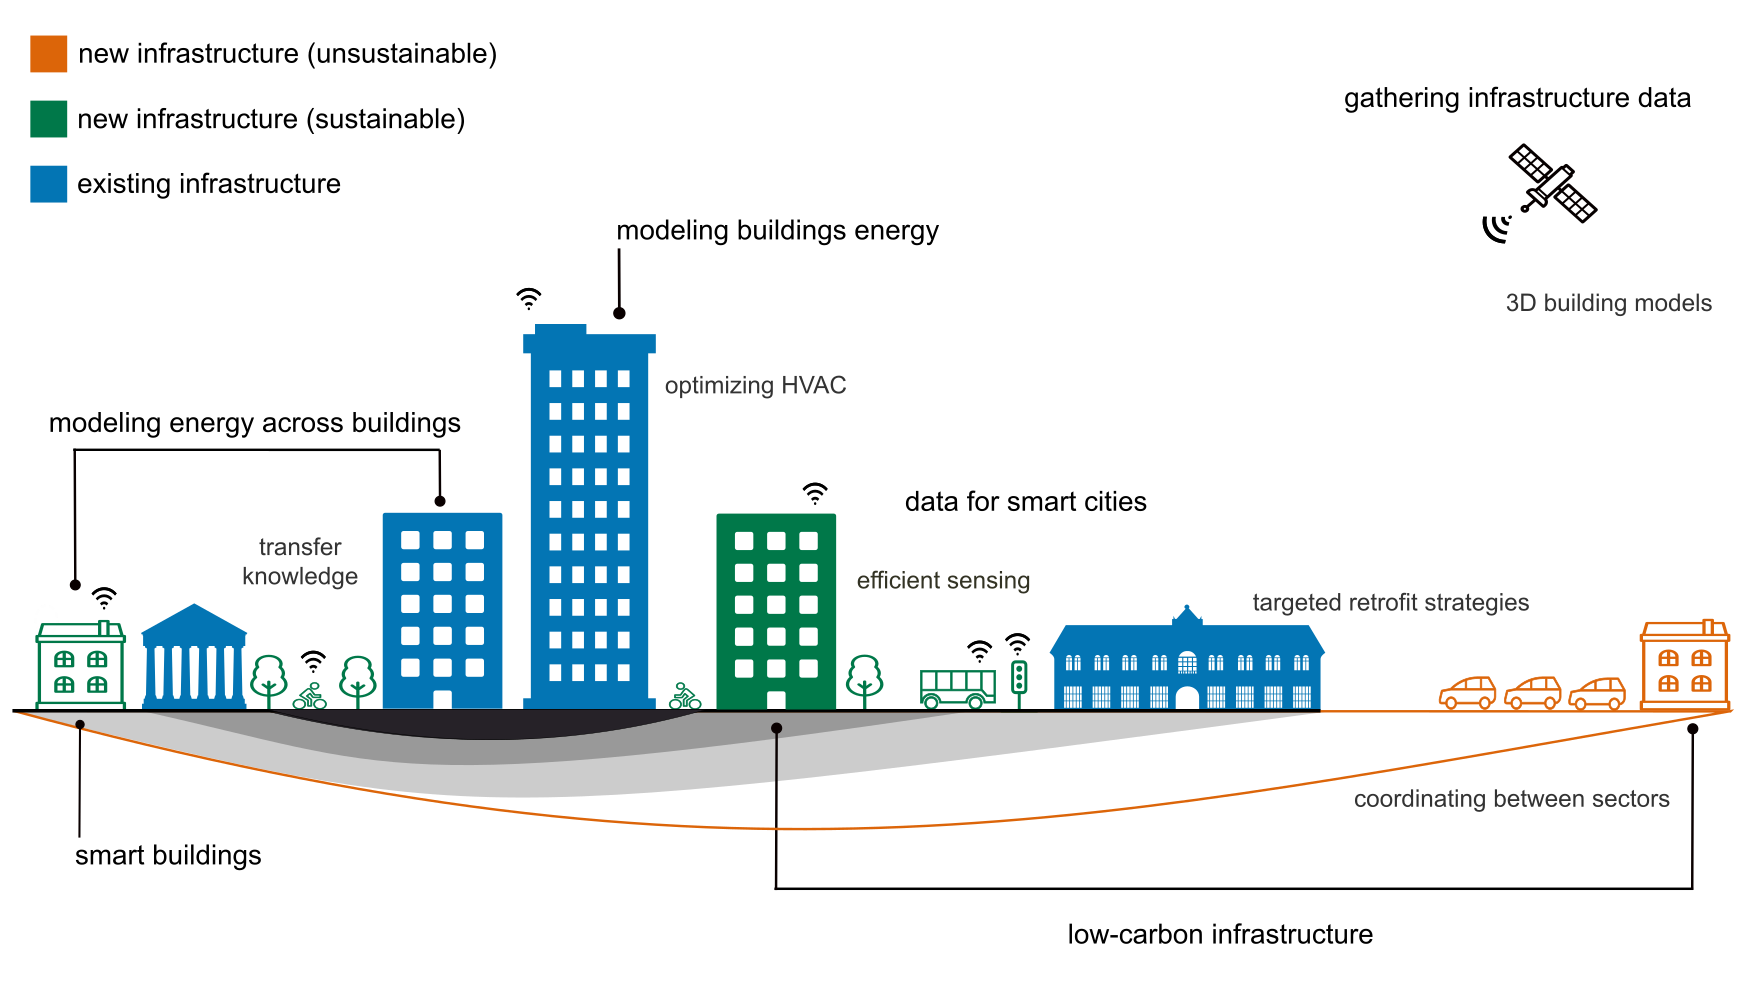 new infrastructure (unsustainable)
new infrastructure (sustainable)
existing infrastructure
gathering infrastructure data
3D building models
modeling buildings energy
optimizing HVAC
modeling energy across buildings
transfer
knowledge
data for smart cities
efficient sensing
targeted retrofit strategies
coordinating between sectors
smart buildings
low-carbon infrastructure